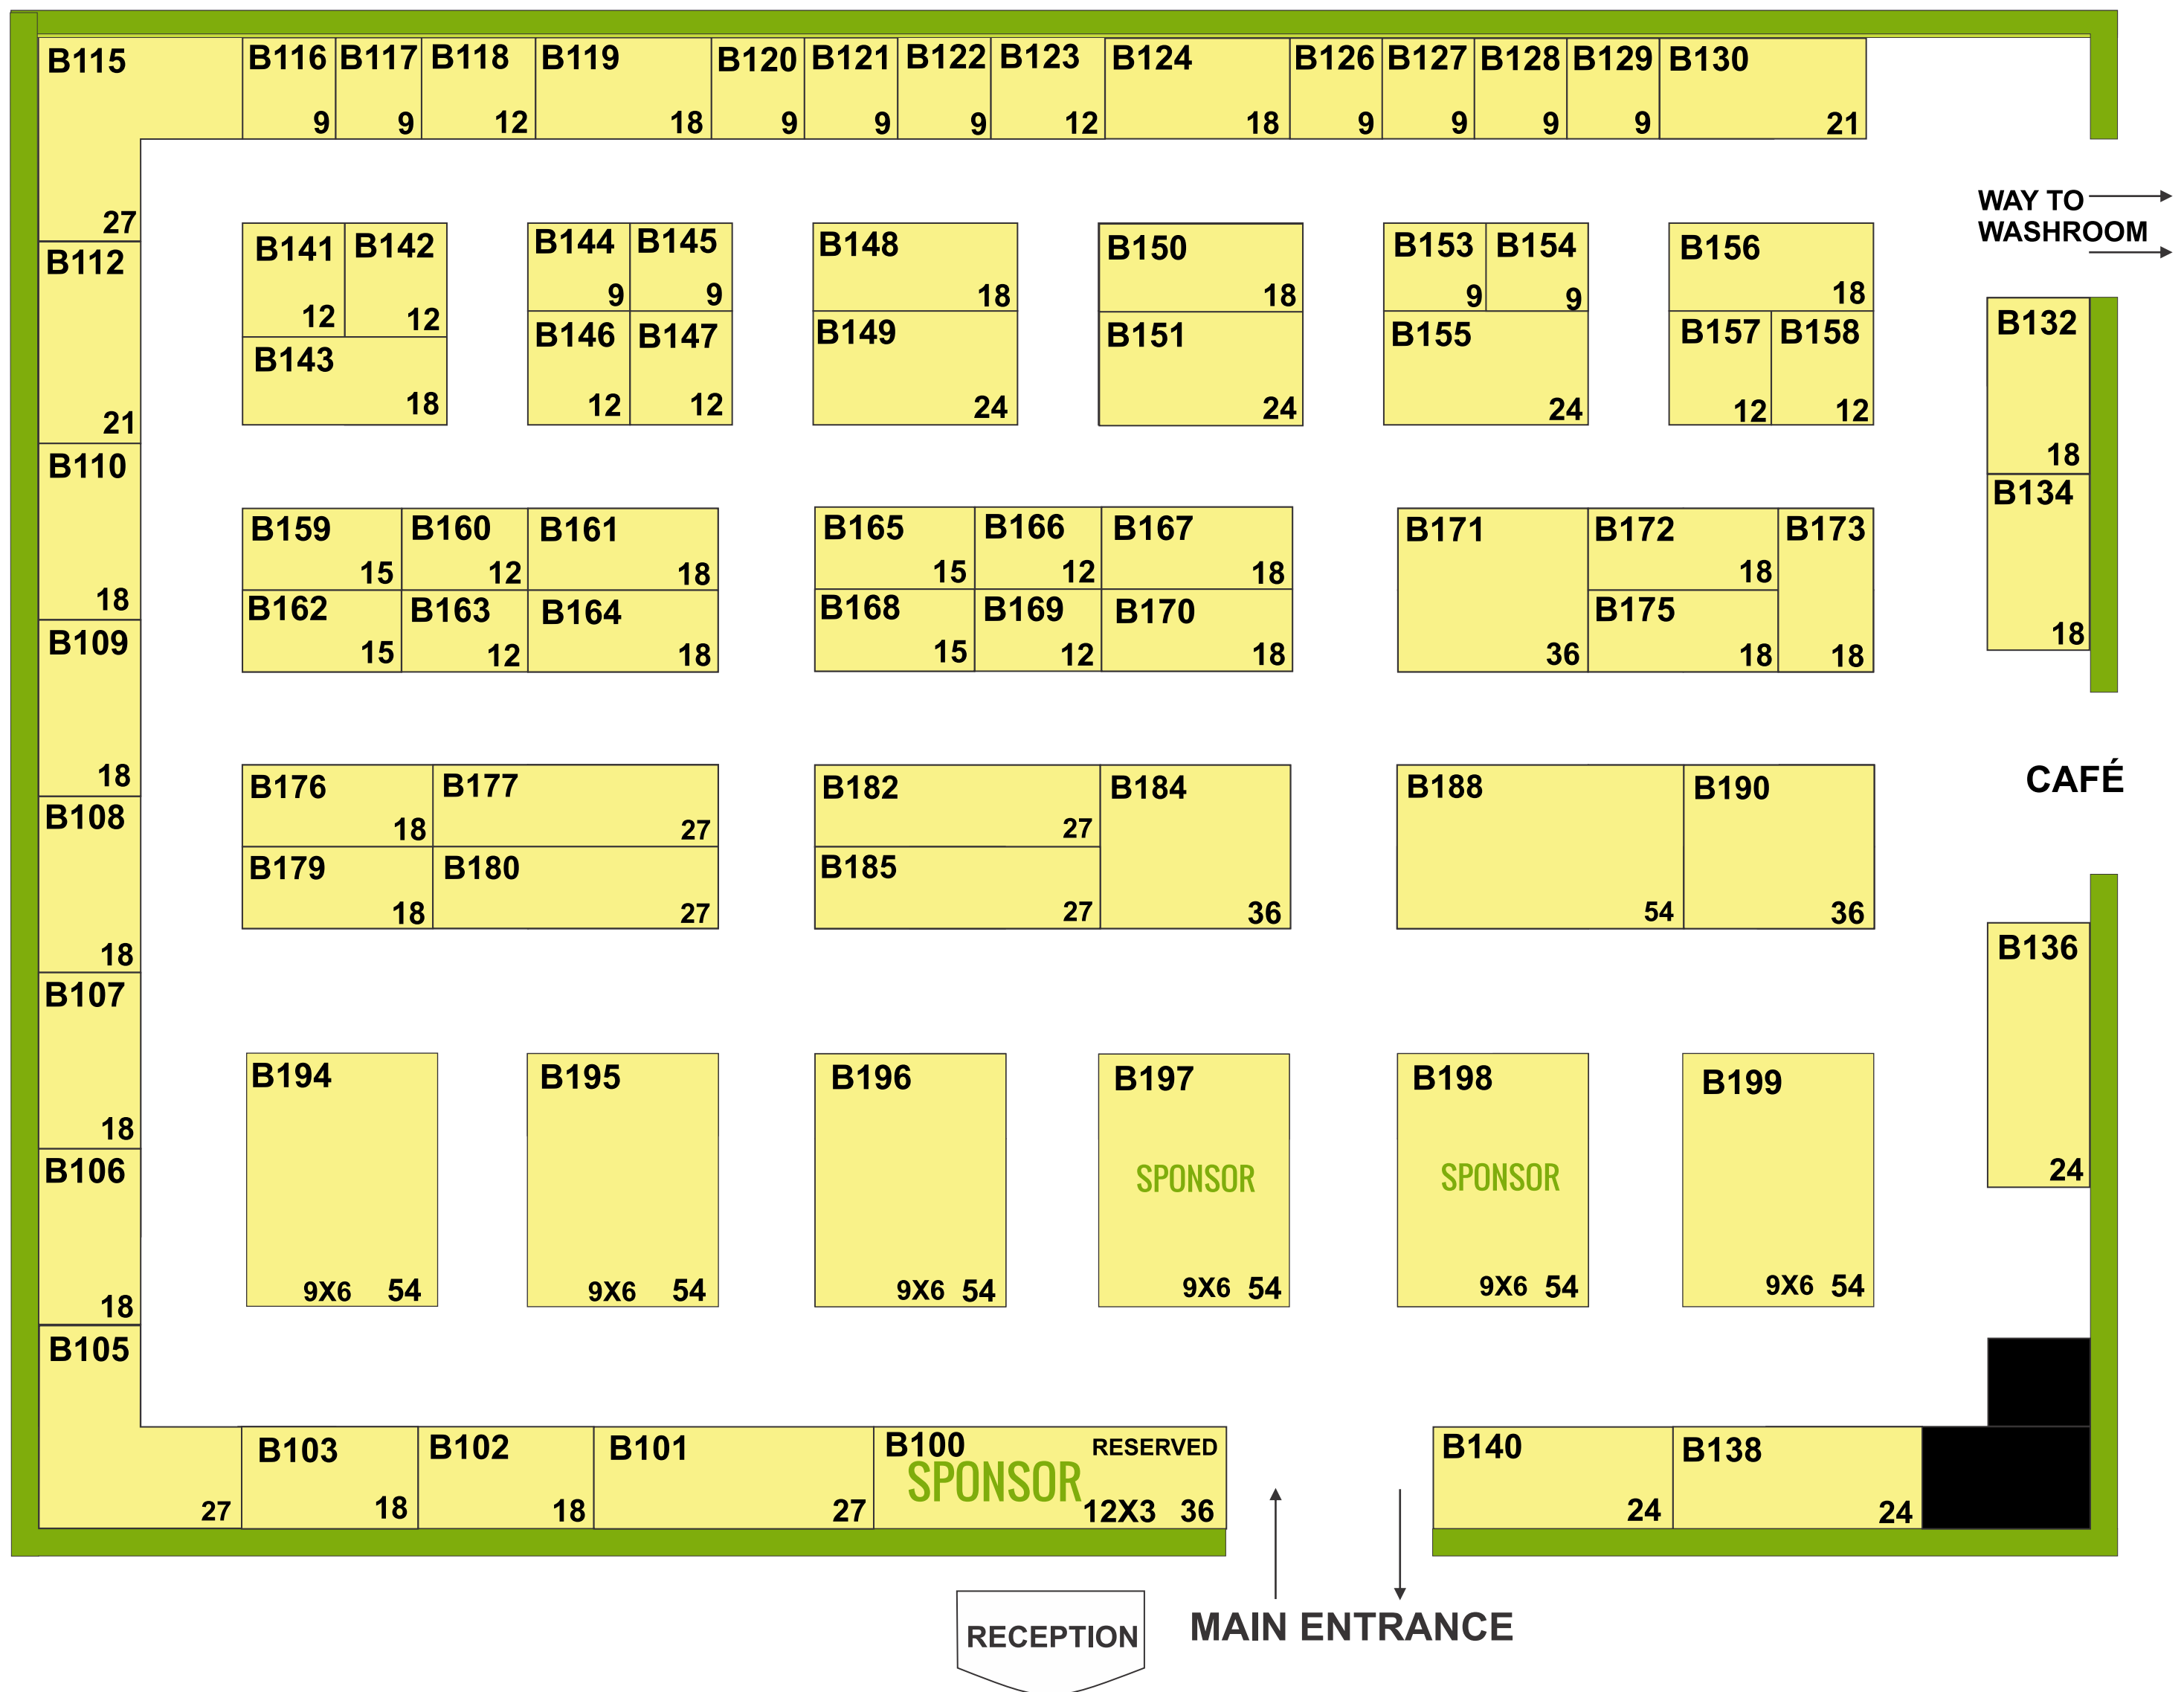 B115 B116 B117 B118 B119 B120 B121 B122 B123 B124 B126 B127 B128 B129 B130
9 9 12 18 9 9 9 12 18 9 9 9 9 21
27
WAY TO
WASHROOM
B112
21
B110
18
B109
18
B108
18
B107
18
B106
18
B105
27
B141 B142
12 12
B143
18
B144 B145
9 9
B146 B147
12 12
B148
18
B149
24
B150
18
B151
24
B153 B154
9 9
B155
24
B156
18
B157 B158
12 12
B132
18
B134
18
B159 B160 B161
15 12 18
B162 B163 B164
15 12 18
B165 B166 B167
15 12 18
B168 B169 B170
15 12 18
B171 B172 B173
18
B175
36 18 18
CAFÉ
B176 B177
18 27
B179 B180
18 27
B182 B184
27
B185
27 36
B188 B190
54 36
B136
24
B194
9X6 54
B195
9X6 54
B196
9X6 54
B197
SPONSOR
9X6 54
B198
SPONSOR
9X6 54
B199
9X6 54
B103
18
B102
18
B101
27
B100 RESERVED
SPONSOR
12X3 36
B140
24
B138
24
RECEPTION
MAIN ENTRANCE